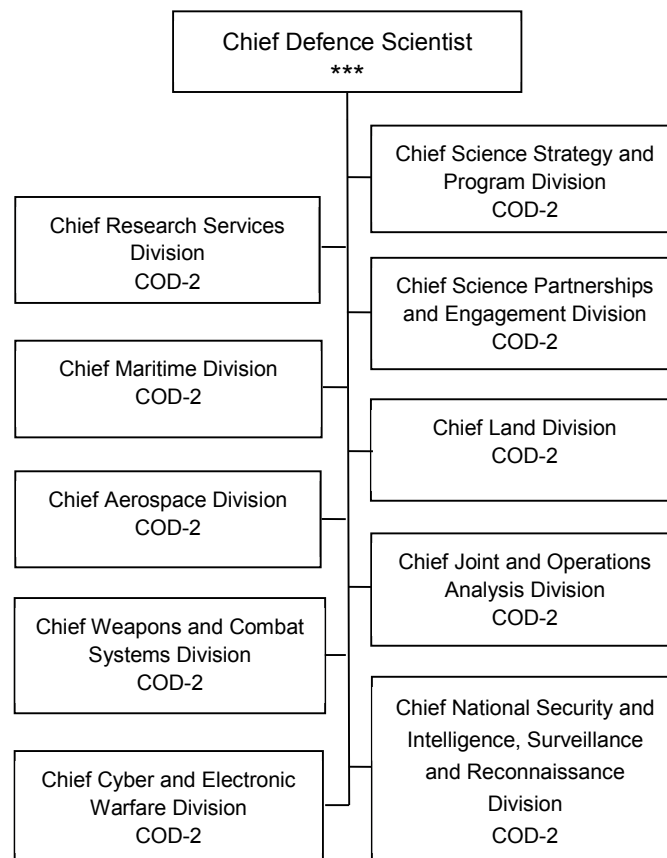 Chief Defence Scientist
***
Chief Science Strategy and
Program Division
COD-2
Chief Research Services
Division
COD-2
Chief Science Partnerships
and Engagement Division
COD-2
Chief Maritime Division
COD-2
Chief Land Division
COD-2
Chief Aerospace Division
COD-2
Chief Joint and Operations
Analysis Division
COD-2
Chief Weapons and Combat
Systems Division
COD-2
Chief National Security and
Intelligence, Surveillance
and Reconnaissance
Division
COD-2
Chief Cyber and Electronic
Warfare Division
COD-2